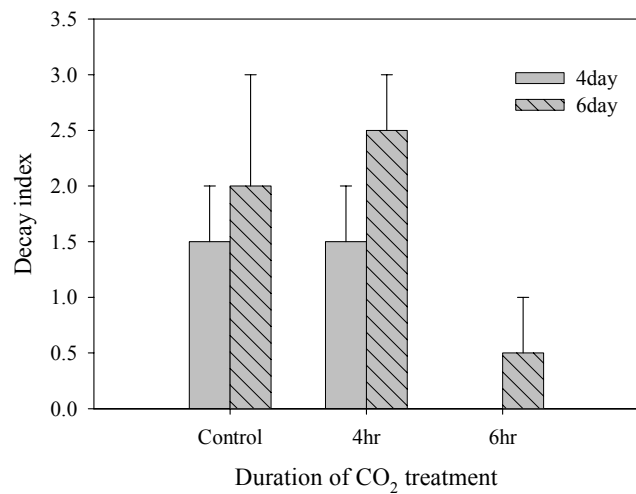 3.5
3.0
2.5
2.0
1.5
1.0
0.5
0.0
Decay index
4day
6day
Control 4hr 6hr
Duration of CO₂ treatment